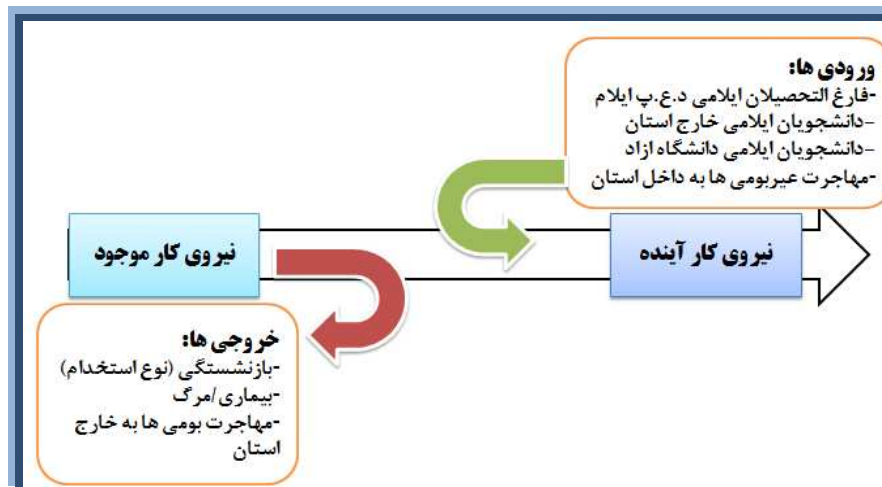 ورودی ها:
-فارغ التحصیلان ایلامی د.ع.پ ایلام
-دانشجویان ایلامی خارج استان
-دانشجویان ایلامی دانشگاه ازاد
-مهاجرت عیربومی ها به داخل استان
نیروی کار آینده
نیروی کار موجود
خروجی ها:
-بازنشستگی (نوع استخدام)
-بیماری/مرگ
-مهاجرت بومی ها به خارج
استان